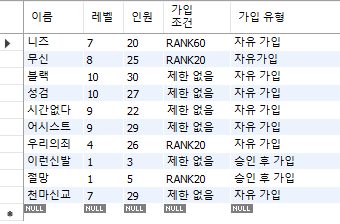 이름 레벨 인원 가입 조건 가입 유형
니즈 7 20 RANK60 자유 가입
무신 8 25 RANK20 자유가입
블랙 10 30 제한 없음 자유 가입
성검 10 27 제한 없음 자유 가입
시간없다 9 22 제한 없음 자유 가입
어시스트 9 29 제한 없음 자유 가입
우리의죄 4 26 RANK20 자유 가입
이런신발 1 3 제한 없음 승인 후 가입
절망 1 5 RANK20 승인 후 가입
천마신교 7 29 제한 없음 자유 가입
NULL NULL NULL NULL NULL